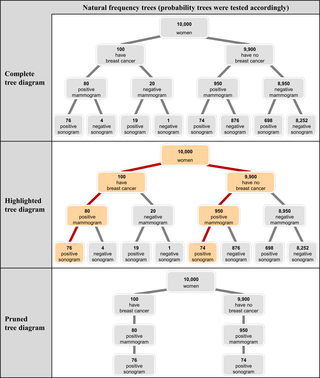 Natural frequency trees (probability trees were tested accordingly)
Complete
tree diagram
10,000
women
100
have
breast cancer
9,900
have no
breast cancer
80
positive
mammogram
20
negative
mammogram
950
positive
mammogram
8,950
negative
mammogram
76
positive
sonogram
4
negative
sonogram
19
positive
sonogram
1
negative
sonogram
74
positive
sonogram
876
negative
sonogram
698
positive
sonogram
8,252
negative
sonogram
Highlighted
tree diagram
10,000
women
100
have
breast cancer
9,900
have no
breast cancer
80
positive
mammogram
20
negative
mammogram
950
positive
mammogram
8,950
negative
mammogram
76
positive
sonogram
4
negative
sonogram
19
positive
sonogram
1
negative
sonogram
74
positive
sonogram
876
negative
sonogram
698
positive
sonogram
8,252
negative
sonogram
Pruned
tree diagram
10,000
women
100
have
breast cancer
9,900
have no
breast cancer
80
positive
mammogram
950
positive
mammogram
76
positive
sonogram
74
positive
sonogram